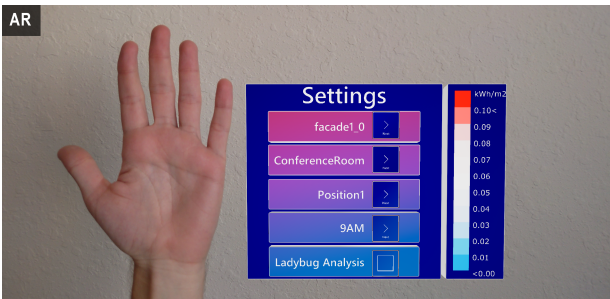 AR
Settings
facade1_0
ConferenceRoom
Position1
9AM
Ladybug Analysis
kWh/m2
0.10<
0.09
0.08
0.07
0.06
0.05
0.04
0.03
0.02
0.01
<0.00